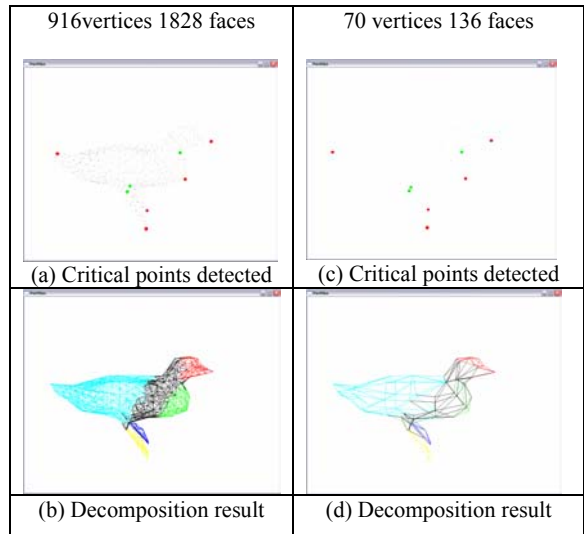 916vertices 1828 faces
70 vertices 136 faces
(a) Critical points detected
(c) Critical points detected
(b) Decomposition result
(d) Decomposition result